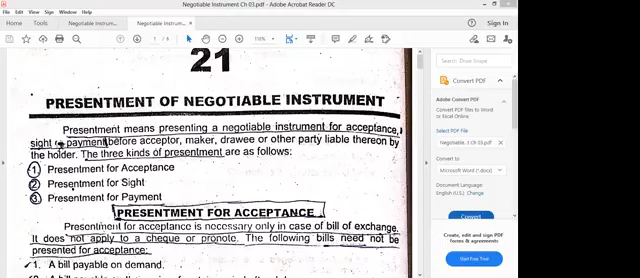 Negotiable Instrument Ch 03.pdf - Adobe Acrobat Reader DC
File Edit View Sign Window Help
Home Tools Negotiable Instrum... Negotiable Instrum... × Sign In
1 / 8 116%
21
PRESENTMENT OF NEGOTIABLE INSTRUMENT
Presentment means presenting a negotiable instrument for acceptance,
sight payment before acceptor, maker, drawee or other party liable thereon by
the holder. The three kinds of presentment are as follows:
1. Presentment for Acceptance
2. Presentment for Sight
3. Presentment for Payment
PRESENTMENT FOR ACCEPTANCE
Presentment for acceptance is necessary only in case of bill of exchange.
It does not apply to a cheque or pronote. The following bills need not be
presented for acceptance:
1. A bill payable on demand.
Convert PDF
Adobe Convert PDF
Convert PDF files to Word
or Excel Online
Select PDF File
Negotiable...t Ch 03.pdf ×
Convert to
Microsoft Word (*.docx)
Document Language:
English (U.S.) Change
Convert
Create, edit and sign PDF
forms & agreements
Start Free Trial